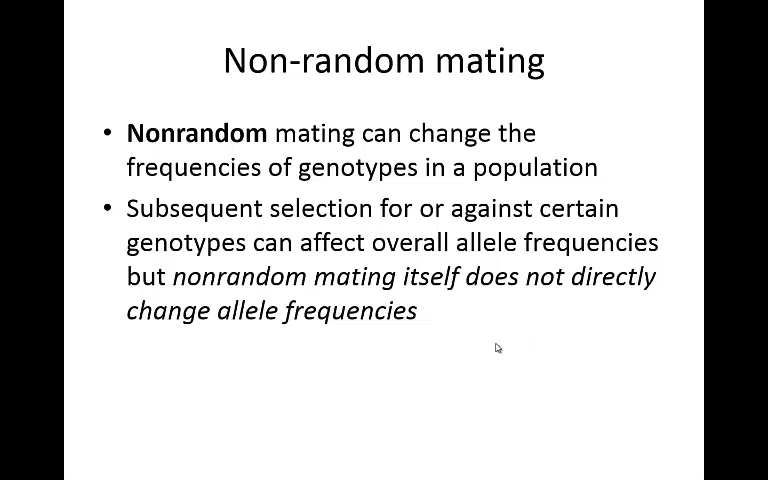 Non-random mating
• Nonrandom mating can change the
frequencies of genotypes in a population
• Subsequent selection for or against certain
genotypes can affect overall allele frequencies
but nonrandom mating itself does not directly
change allele frequencies